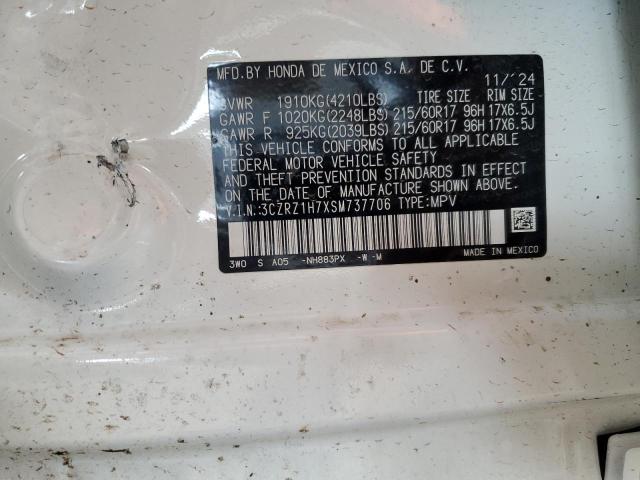 MFD. BY HONDA DE MEXICO S.A. DE C.V. 11/'24
GVWR 1910KG(4210LBS) TIRE SIZE RIM SIZE
GAWR F 1020KG(2248LBS) 215/60R17 96H 17X6.5J
GAWR R 925KG(2039LBS) 215/60R17 96H 17X6.5J
THIS VEHICLE CONFORMS TO ALL APPLICABLE
FEDERAL MOTOR VEHICLE SAFETY
AND THEFT PREVENTION STANDARDS IN EFFECT
ON THE DATE OF MANUFACTURE SHOWN ABOVE.
V.I.N.:3CZRZ1H7XSM737706 TYPE:MPV
3W0 S A05 -NH883PX -W -M MADE IN MEXICO